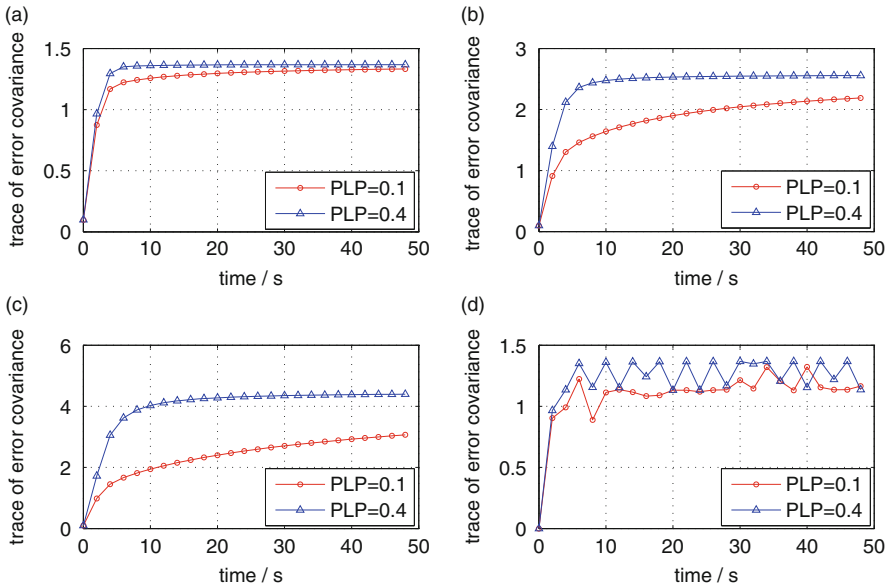 (a)
trace of error covariance
1.5
1
0.5
0
0 10 20 30 40 50
time / s
PLP=0.1
PLP=0.4
(b)
trace of error covariance
3
2
1
0
0 10 20 30 40 50
time / s
PLP=0.1
PLP=0.4
(c)
trace of error covariance
6
4
2
0
0 10 20 30 40 50
time / s
PLP=0.1
PLP=0.4
(d)
trace of error covariance
1.5
1
0.5
0
0 10 20 30 40 50
time / s
PLP=0.1
PLP=0.4